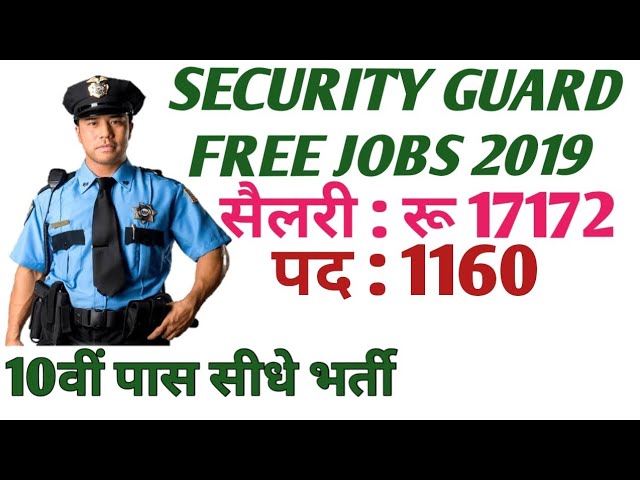 SECURITY GUARD
FREE JOBS 2019
सैलरी : रू 17172
पद : 1160
10वीं पास सीधे भर्ती